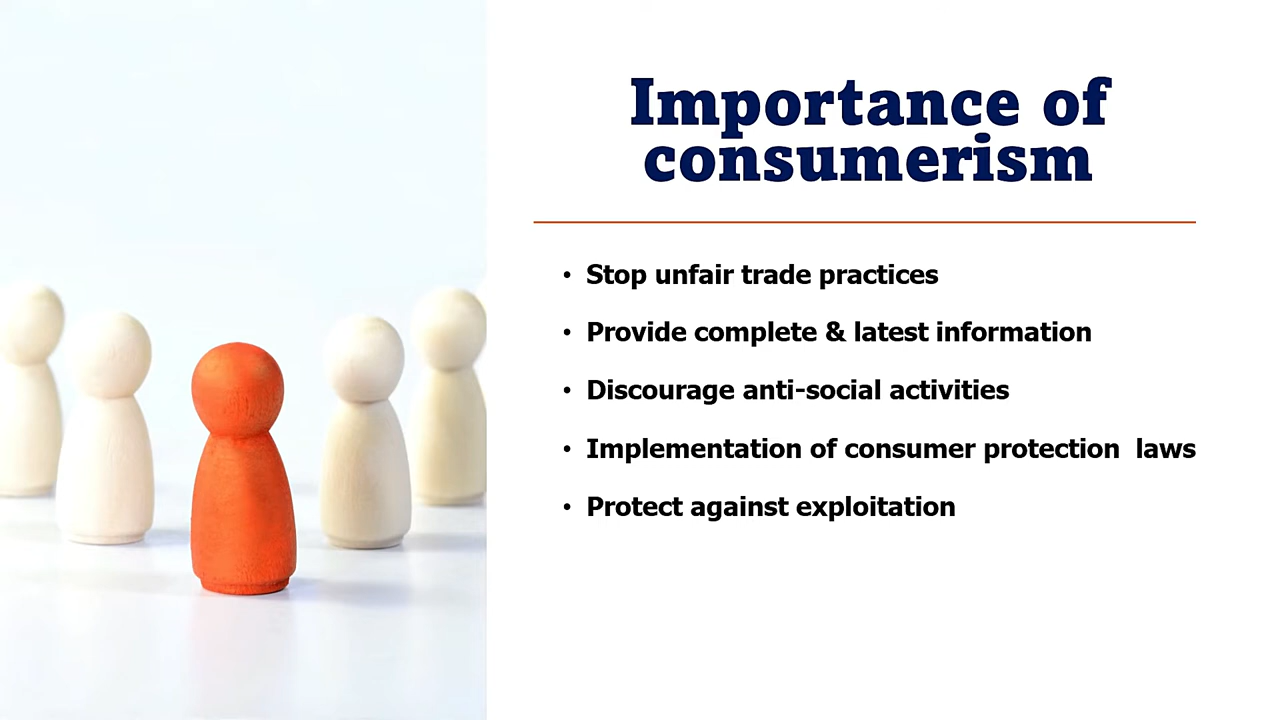 Importance of
consumerism
• Stop unfair trade practices
• Provide complete & latest information
• Discourage anti-social activities
• Implementation of consumer protection  laws
• Protect against exploitation